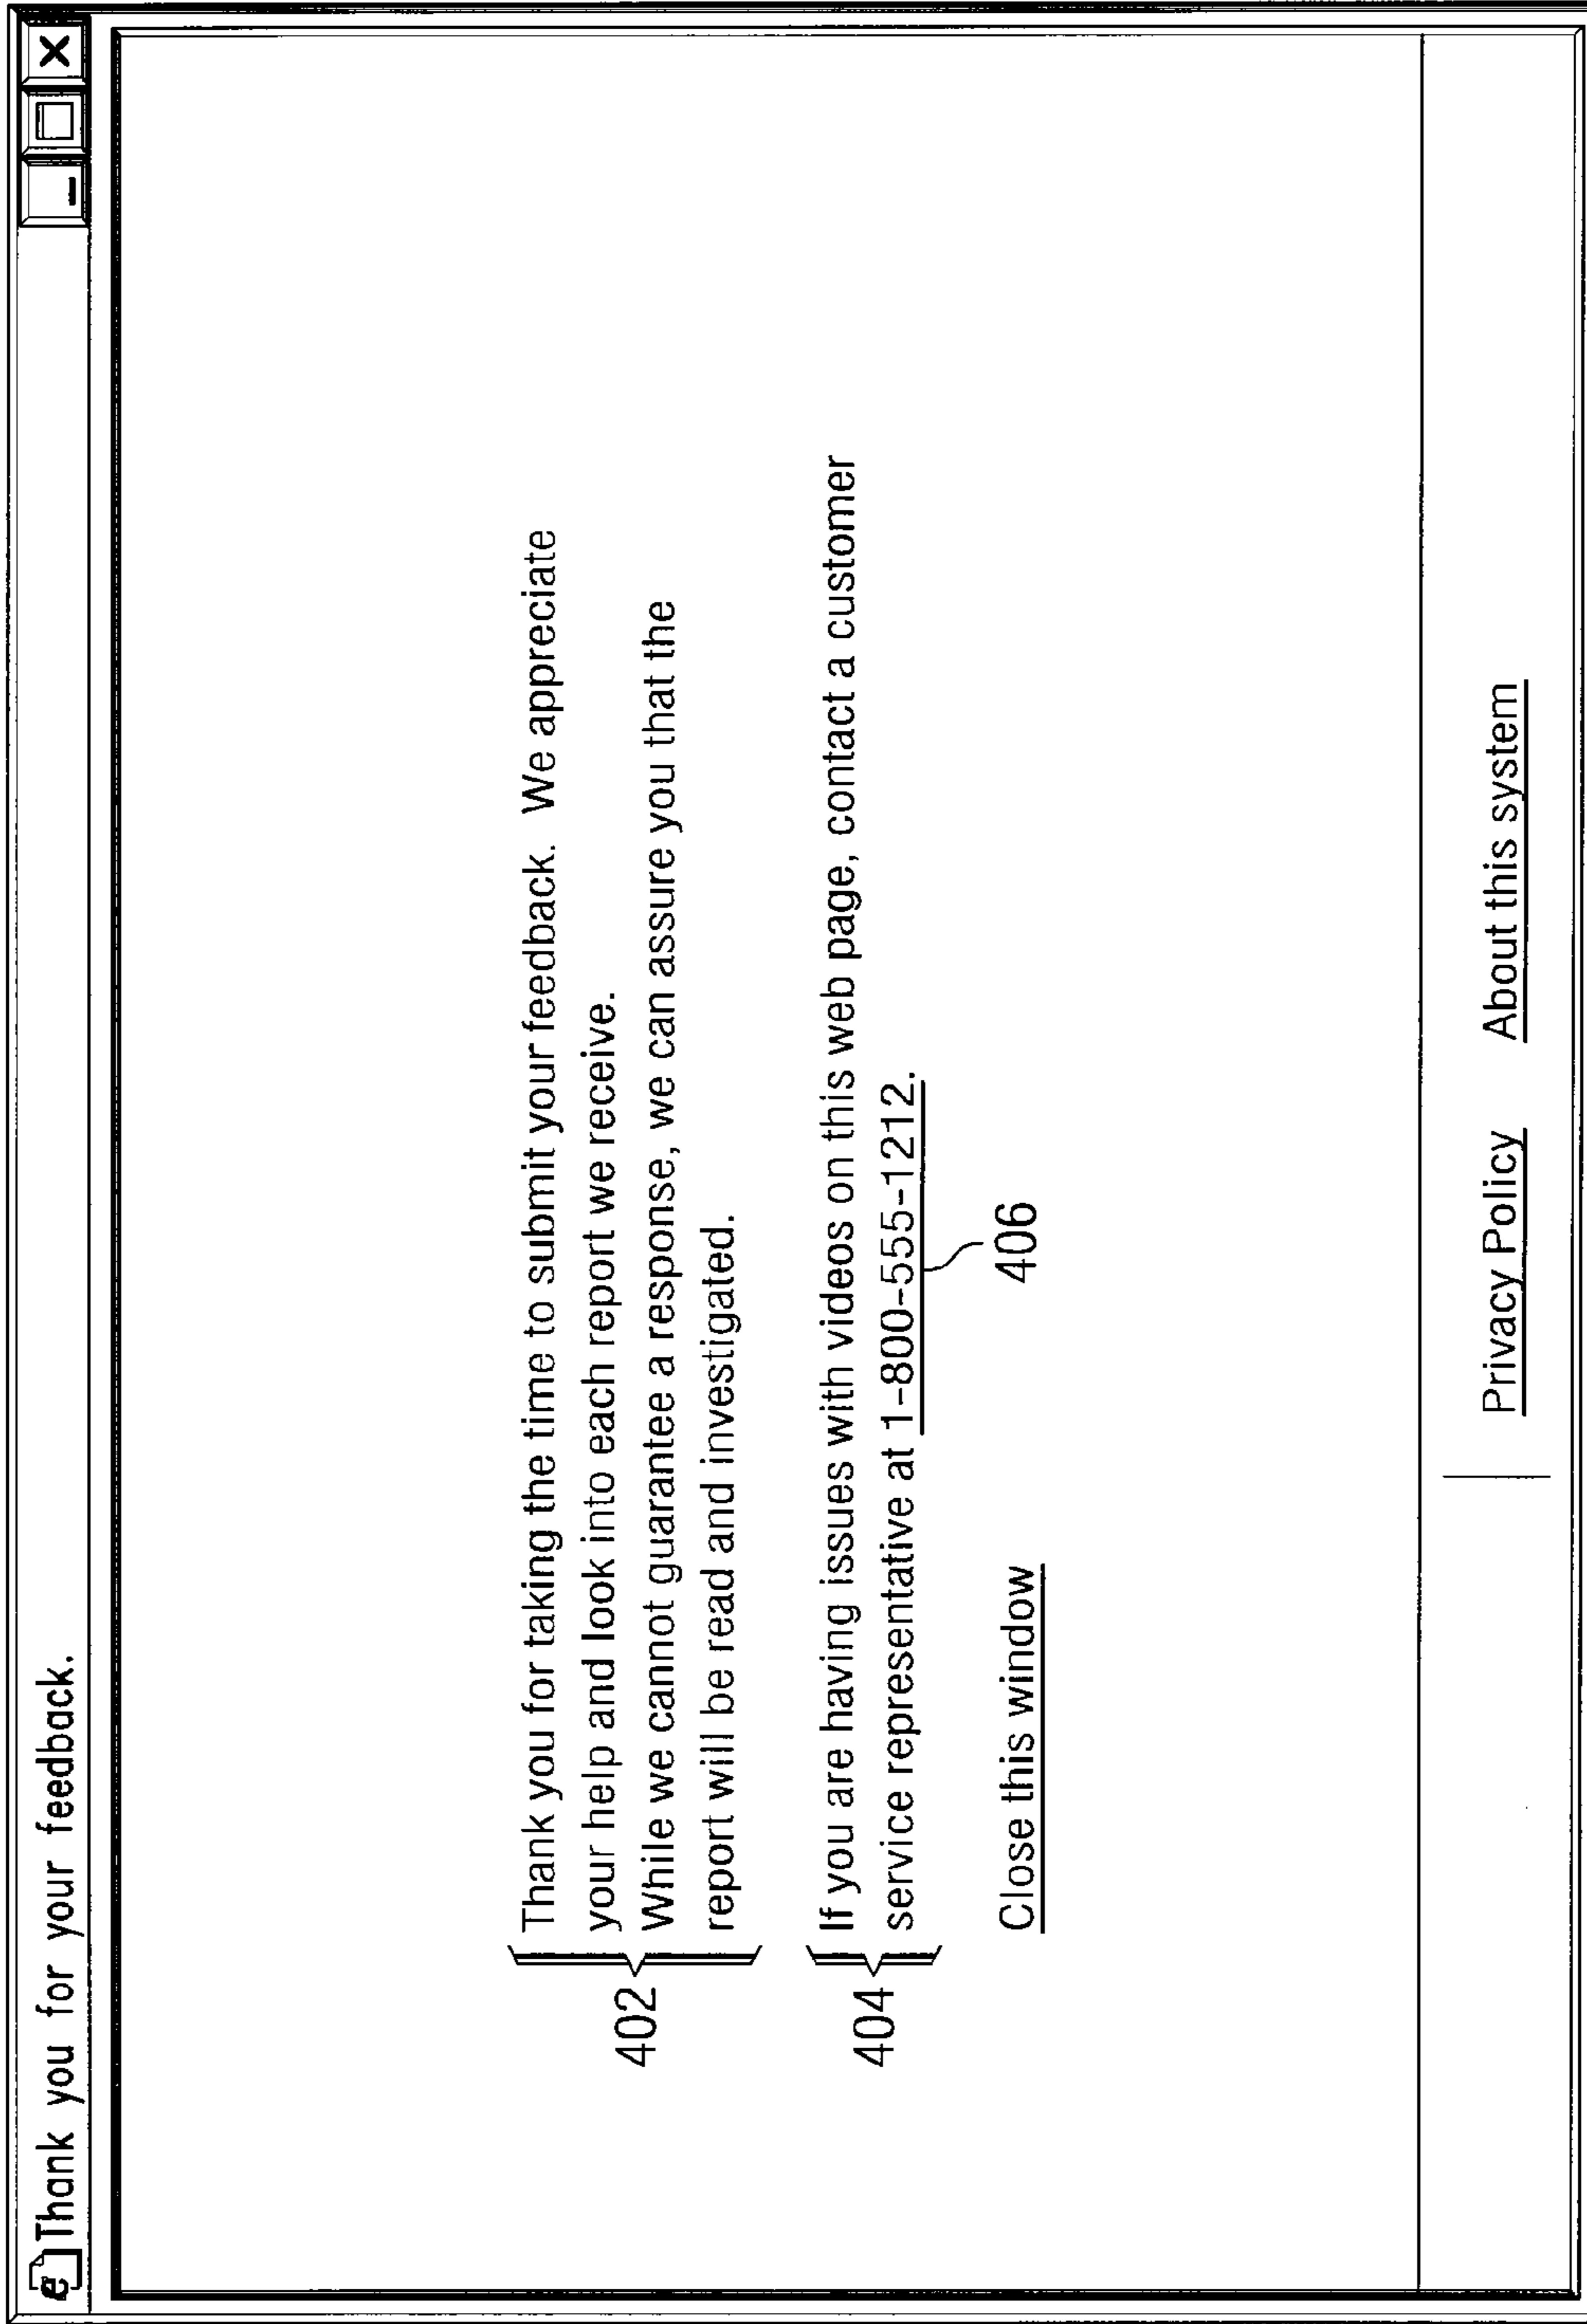 Thank you for your feedback.
Thank you for taking the time to submit your feedback. We appreciate
your help and look into each report we receive.
While we cannot guarantee a response, we can assure you that the
report will be read and investigated.
402
If you are having issues with videos on this web page, contact a customer
service representative at 1-800-555-1212.
404
406
Close this window
Privacy Policy About this system